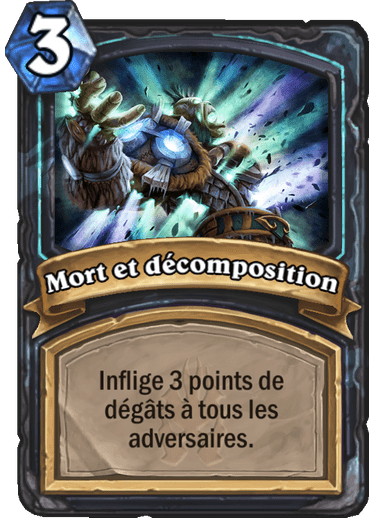 3
Mort et décomposition
Inflige 3 points de
dégâts à tous les
adversaires.